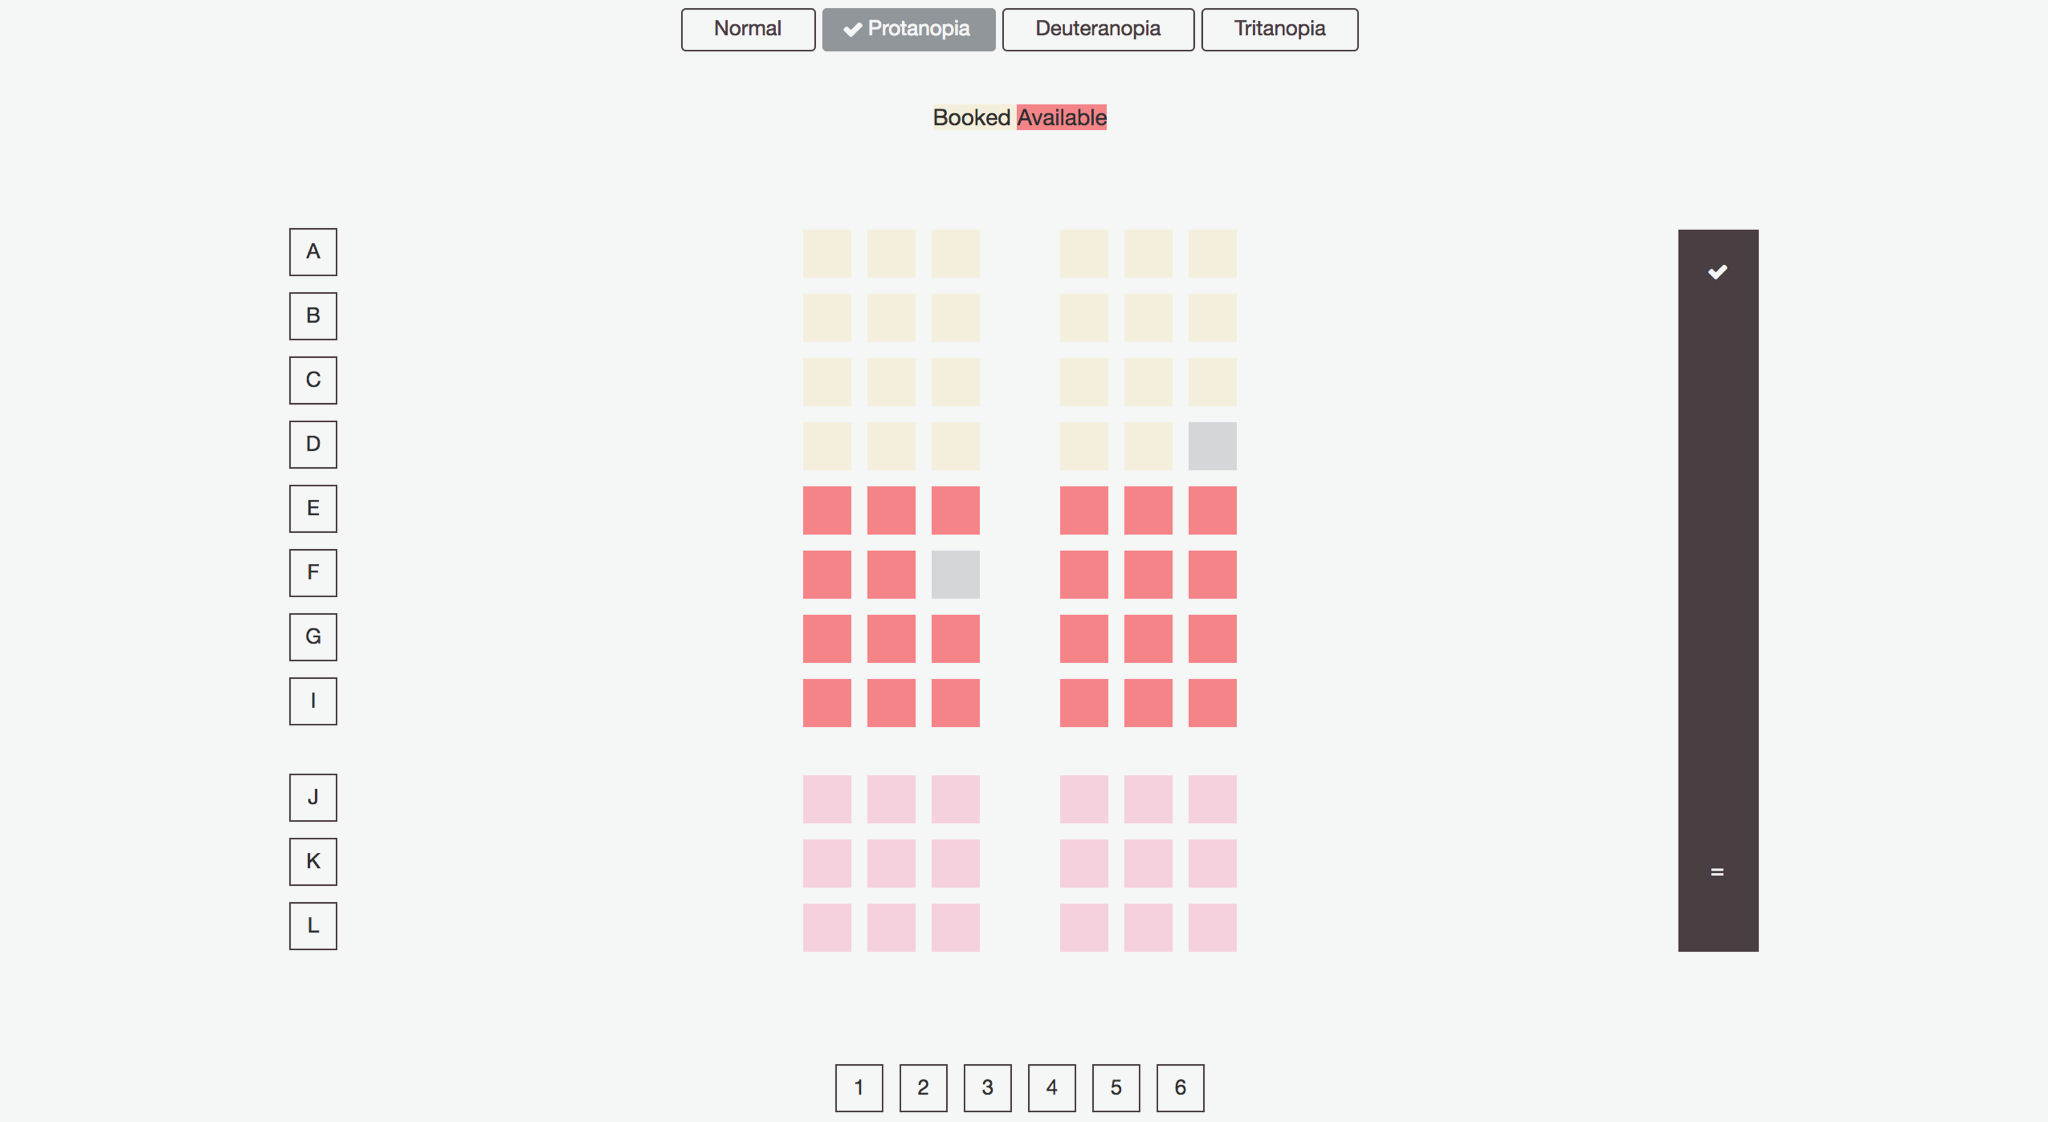 Normal ✔ Protanopia Deuteranopia Tritanopia
Booked Available
A
B
C
D
E
F
G
I
J
K
L
=
1 2 3 4 5 6